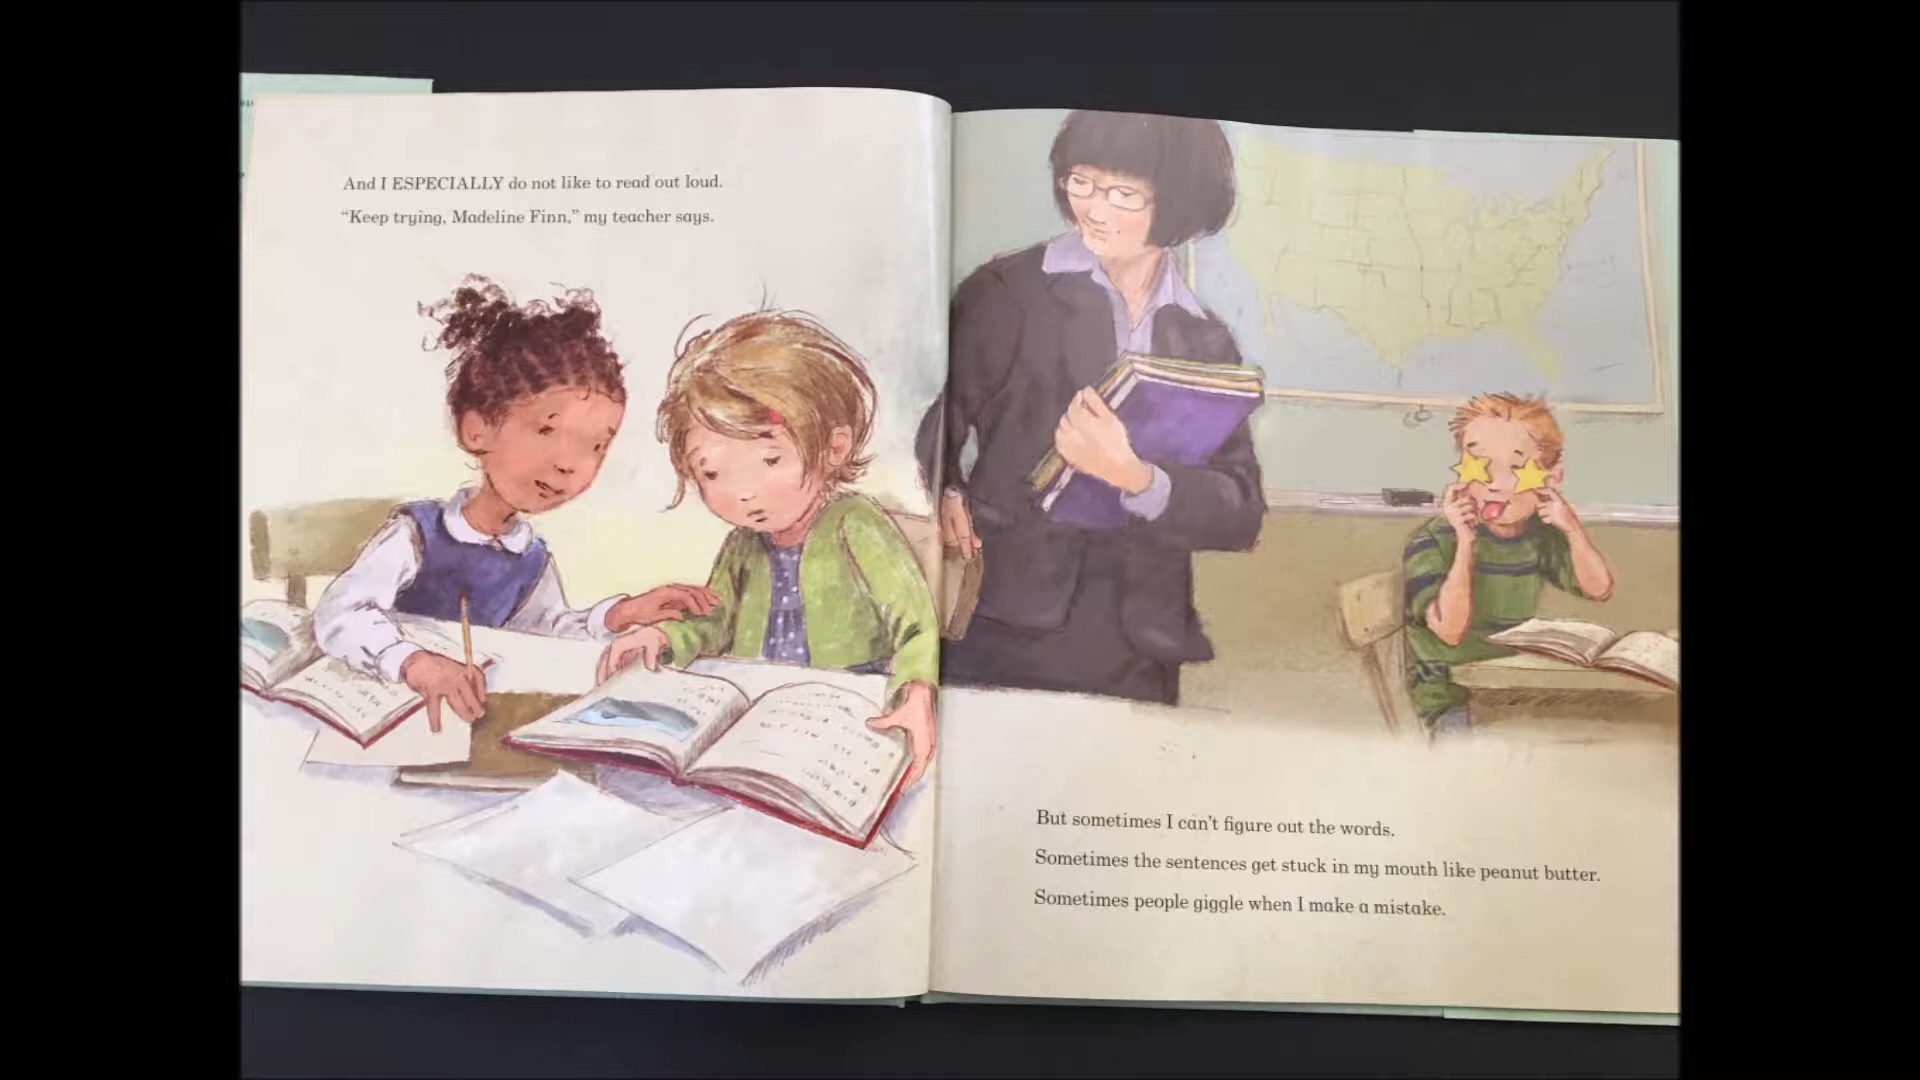 And I ESPECIALLY do not like to read out loud.
“Keep trying, Madeline Finn,” my teacher says.
But sometimes I can’t figure out the words.
Sometimes the sentences get stuck in my mouth like peanut butter.
Sometimes people giggle when I make a mistake.